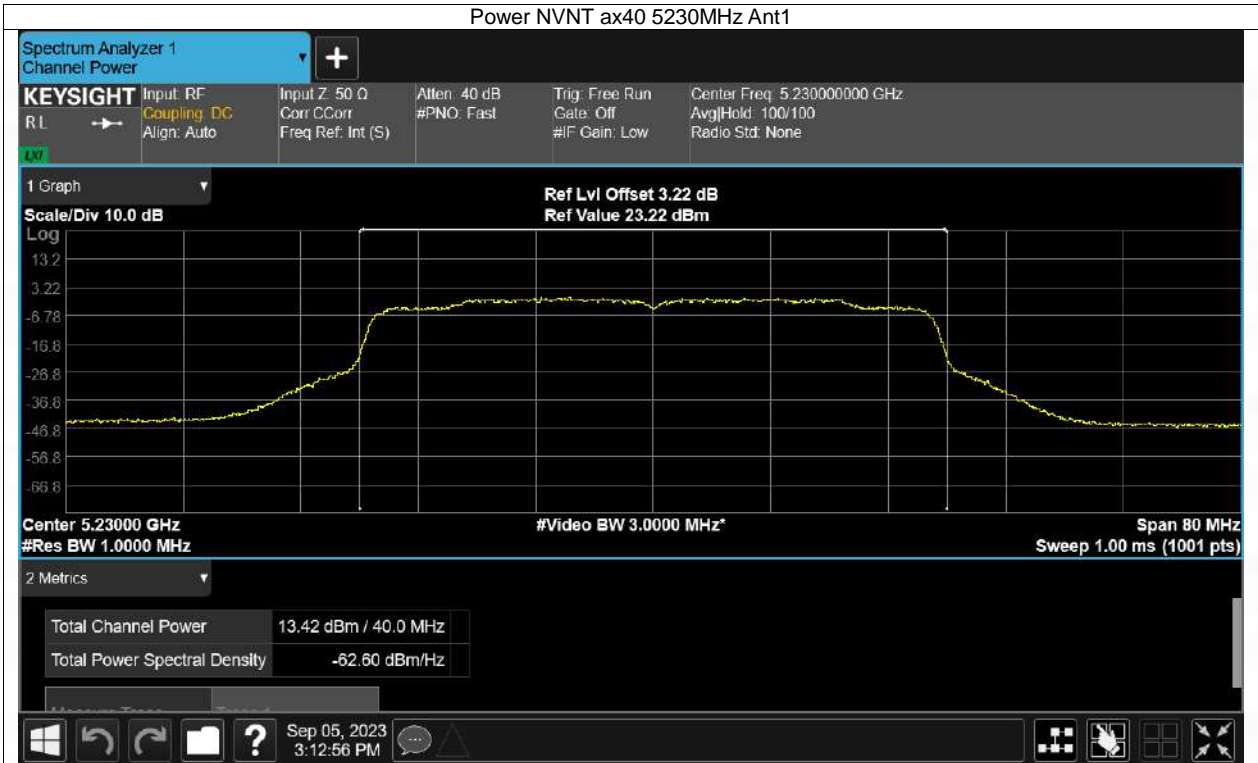 Power NVNT ax40 5230MHz Ant1
Spectrum Analyzer 1
Channel Power
+
KEYSIGHT
RL
LXI
Input: RF
Coupling: DC
Align: Auto
Input Z: 50 Ω
Corr CCorr
Freq Ref: Int (S)
Atten: 40 dB
#PNO: Fast
Trig: Free Run
Gate: Off
#IF Gain: Low
Center Freq: 5.230000000 GHz
Avg|Hold: 100/100
Radio Std: None
1 Graph
Scale/Div 10.0 dB
Ref Lvl Offset 3.22 dB
Ref Value 23.22 dBm
Log
13.2
3.22
-6.78
-16.8
-26.8
-36.8
-46.8
-56.8
-66.8
Center 5.23000 GHz
#Res BW 1.0000 MHz
#Video BW 3.0000 MHz*
Span 80 MHz
Sweep 1.00 ms (1001 pts)
2 Metrics
Total Channel Power 13.42 dBm / 40.0 MHz
Total Power Spectral Density -62.60 dBm/Hz
?
Sep 05, 2023
3:12:56 PM